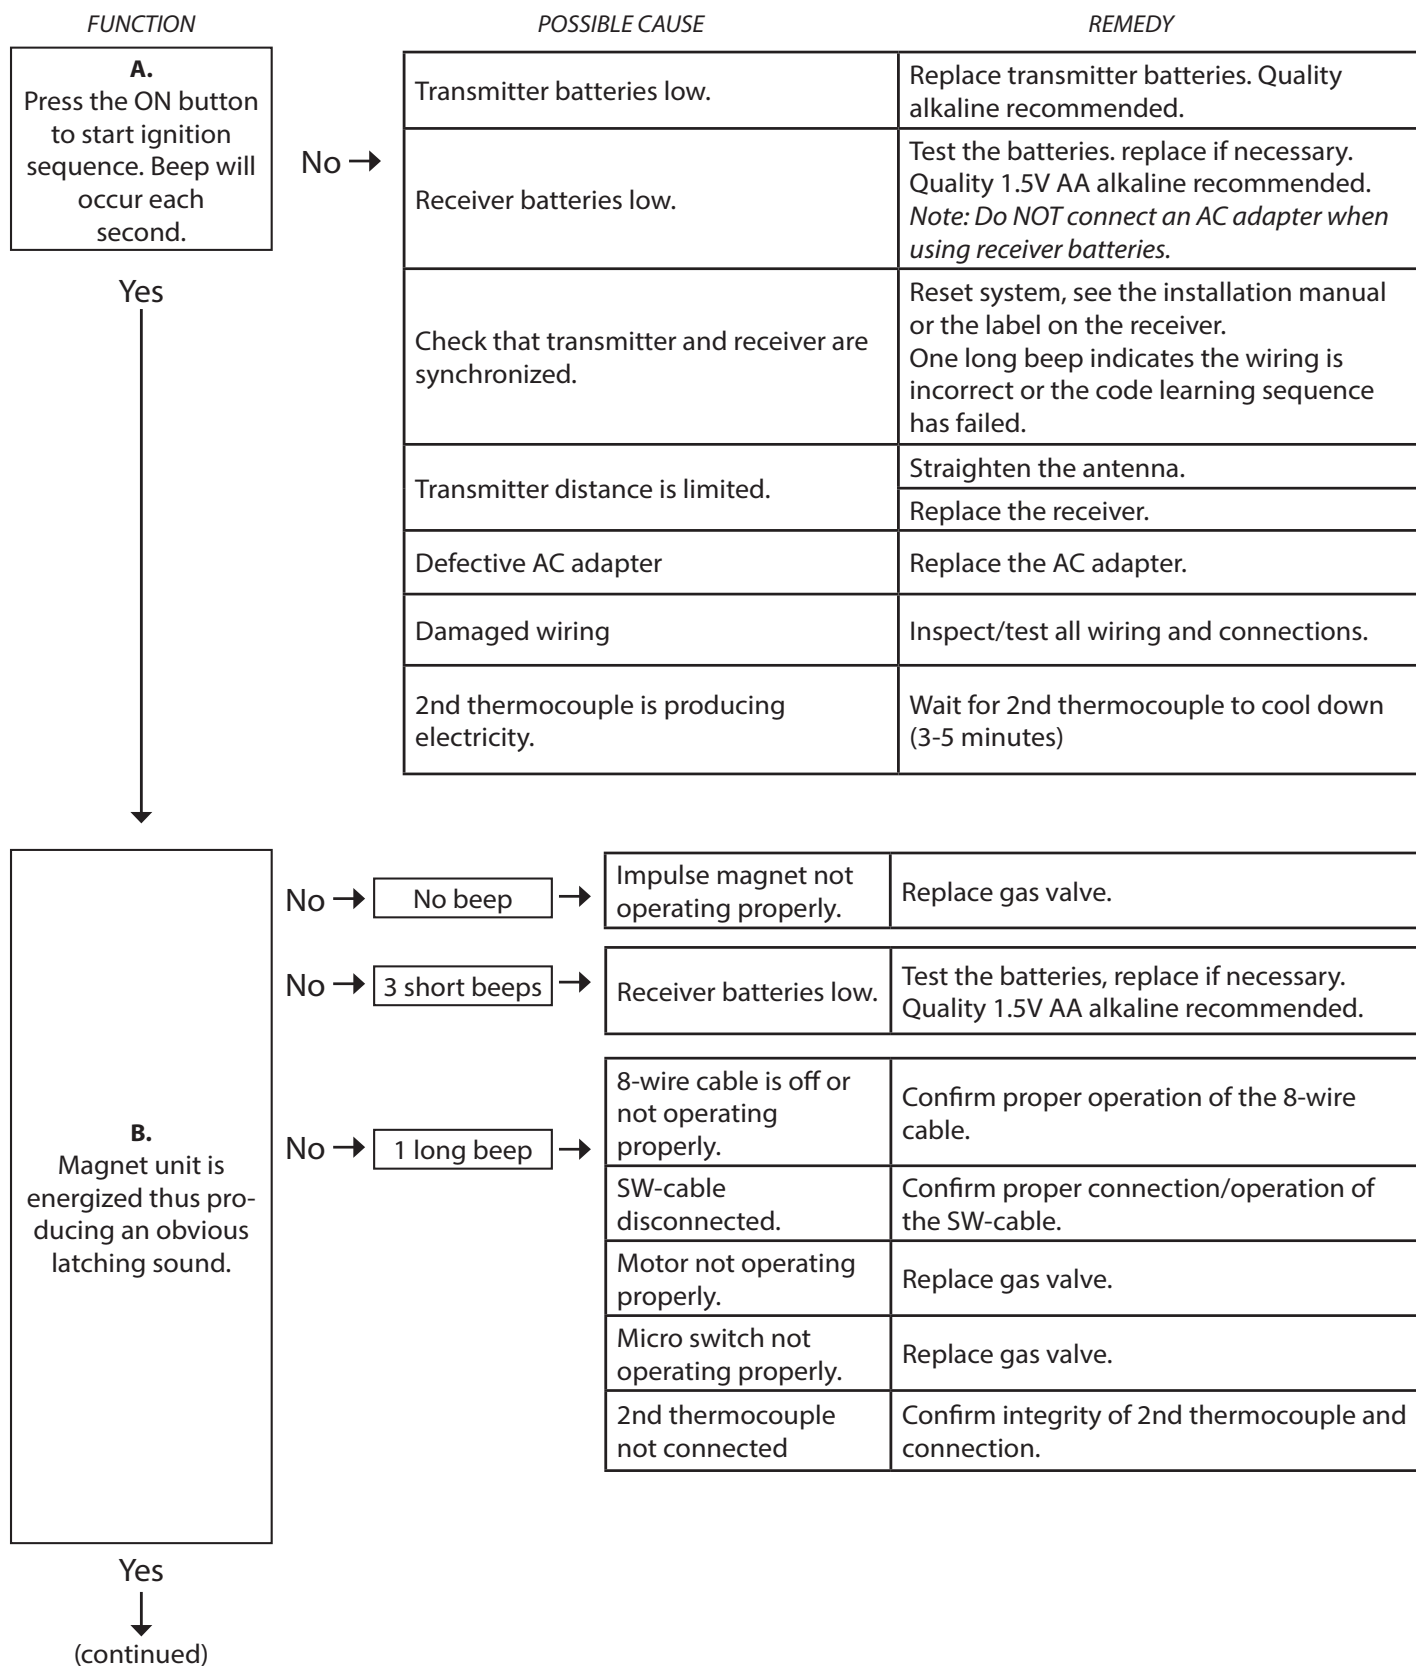 FUNCTION
POSSIBLE CAUSE
REMEDY
A.
Press the ON button
to start ignition
sequence. Beep will
occur each
second.
No
Transmitter batteries low.
Replace transmitter batteries. Quality
alkaline recommended.
Receiver batteries low.
Test the batteries. replace if necessary.
Quality 1.5V AA alkaline recommended.
Note: Do NOT connect an AC adapter when
using receiver batteries.
Check that transmitter and receiver are
synchronized.
Reset system, see the installation manual
or the label on the receiver.
One long beep indicates the wiring is
incorrect or the code learning sequence
has failed.
Transmitter distance is limited.
Straighten the antenna.
Replace the receiver.
Defective AC adapter
Replace the AC adapter.
Damaged wiring
Inspect/test all wiring and connections.
2nd thermocouple is producing
electricity.
Wait for 2nd thermocouple to cool down
(3-5 minutes)
Yes
B.
Magnet unit is
energized thus pro-
ducing an obvious
latching sound.
No
No beep
Impulse magnet not
operating properly.
Replace gas valve.
No
3 short beeps
Receiver batteries low.
Test the batteries, replace if necessary.
Quality 1.5V AA alkaline recommended.
No
1 long beep
8-wire cable is off or
not operating
properly.
Confirm proper operation of the 8-wire
cable.
SW-cable
disconnected.
Confirm proper connection/operation of
the SW-cable.
Motor not operating
properly.
Replace gas valve.
Micro switch not
operating properly.
Replace gas valve.
2nd thermocouple
not connected
Confirm integrity of 2nd thermocouple and
connection.
Yes
(continued)